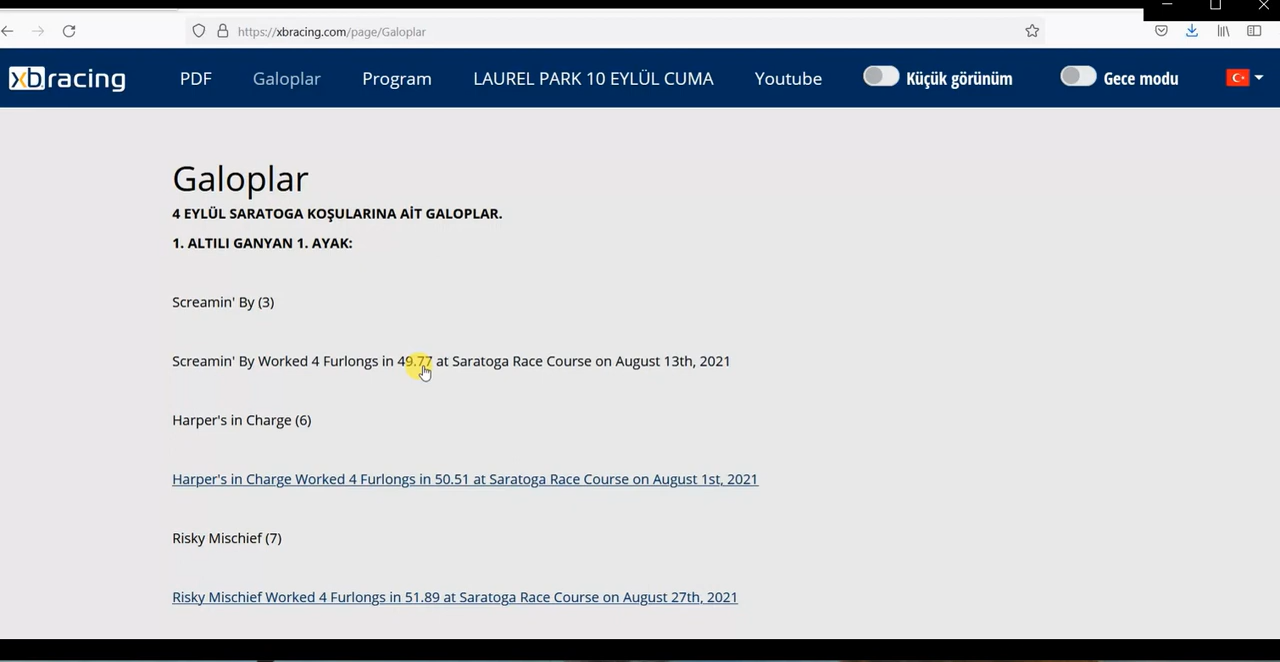 https://xbracing.com/page/Galoplar
xbracing PDF Galoplar Program LAUREL PARK 10 EYLÜL CUMA Youtube Küçük görünüm Gece modu
Galoplar
4 EYLÜL SARATOGA KOŞULARINA AİT GALOPLAR.
1. ALTILI GANYAN 1. AYAK:
Screamin' By (3)
Screamin' By Worked 4 Furlongs in 49.77 at Saratoga Race Course on August 13th, 2021
Harper's in Charge (6)
Harper's in Charge Worked 4 Furlongs in 50.51 at Saratoga Race Course on August 1st, 2021
Risky Mischief (7)
Risky Mischief Worked 4 Furlongs in 51.89 at Saratoga Race Course on August 27th, 2021